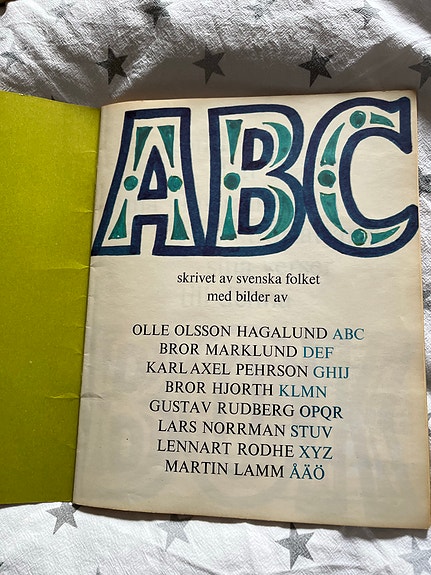 ABC
skrivet av svenska folket
med bilder av
OLLE OLSSON HAGALUND ABC
BROR MARKLUND DEF
KARL AXEL PEHRSON GHIJ
BROR HJORTH KLMN
GUSTAV RUDBERG OPQR
LARS NORRMAN STUV
LENNART RODHE XYZ
MARTIN LAMM ÅÄÖ